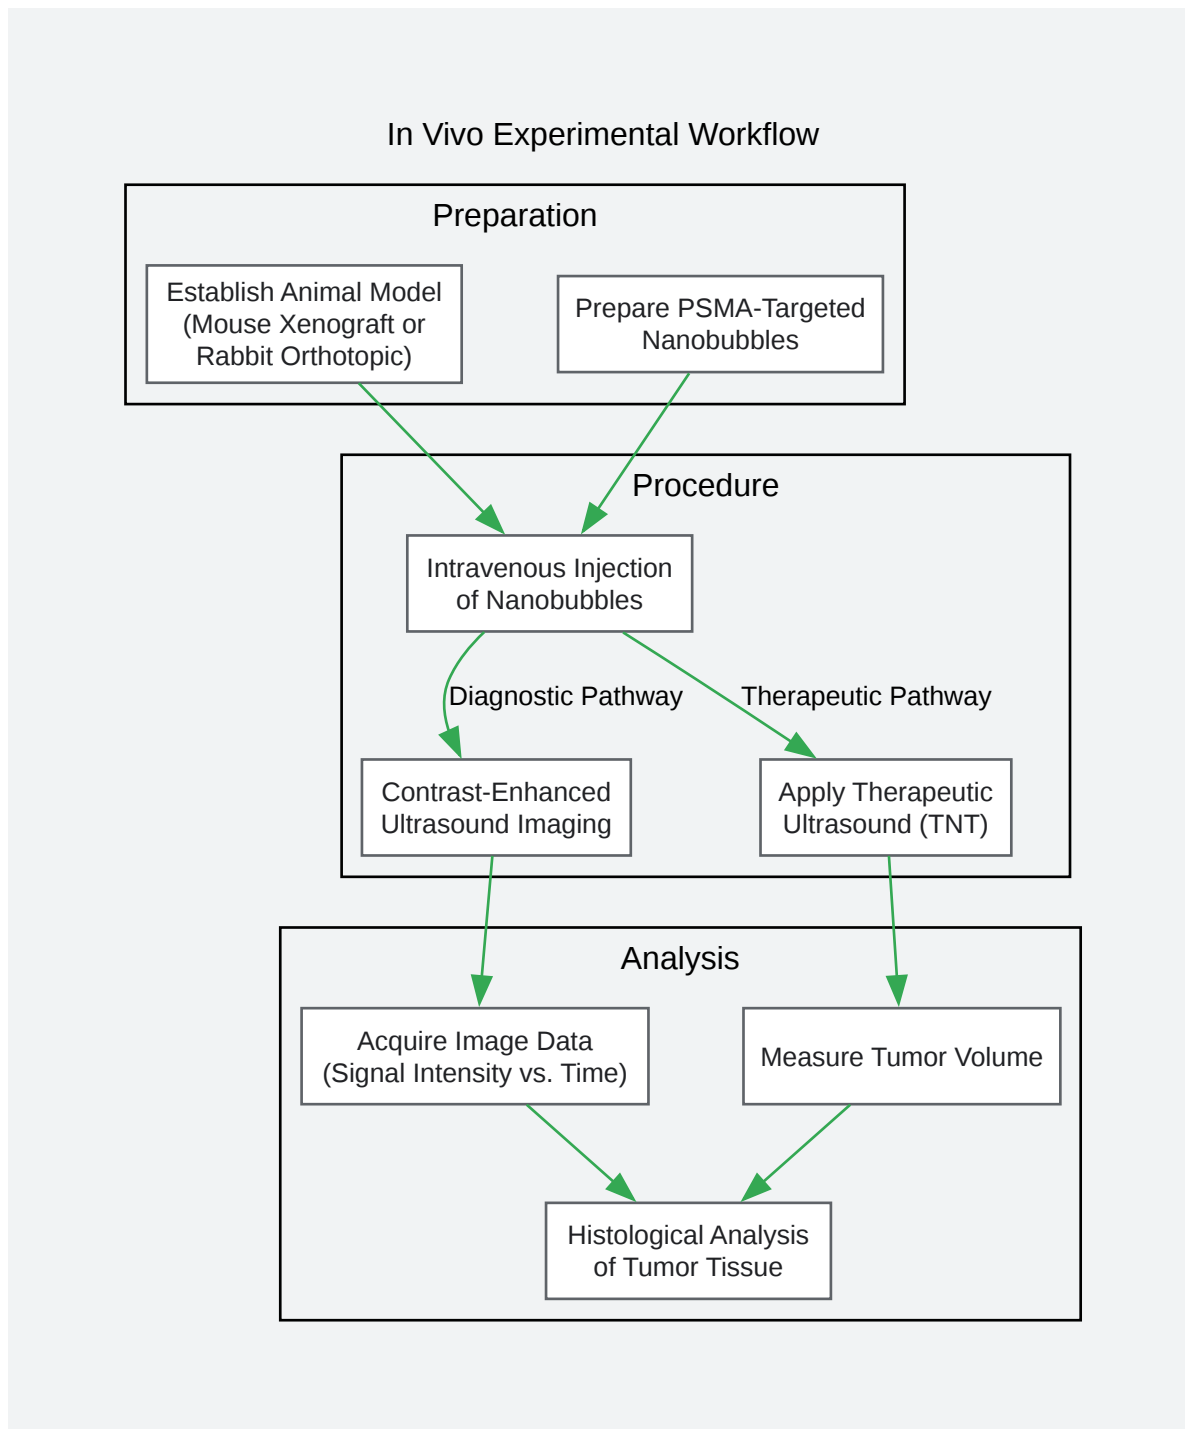 In Vivo Experimental Workflow
Preparation
Establish Animal Model
(Mouse Xenograft or
Rabbit Orthotopic)
Prepare PSMA-Targeted
Nanobubbles
Procedure
Intravenous Injection
of Nanobubbles
Diagnostic Pathway
Therapeutic Pathway
Contrast-Enhanced
Ultrasound Imaging
Apply Therapeutic
Ultrasound (TNT)
Analysis
Acquire Image Data
(Signal Intensity vs. Time)
Measure Tumor Volume
Histological Analysis
of Tumor Tissue